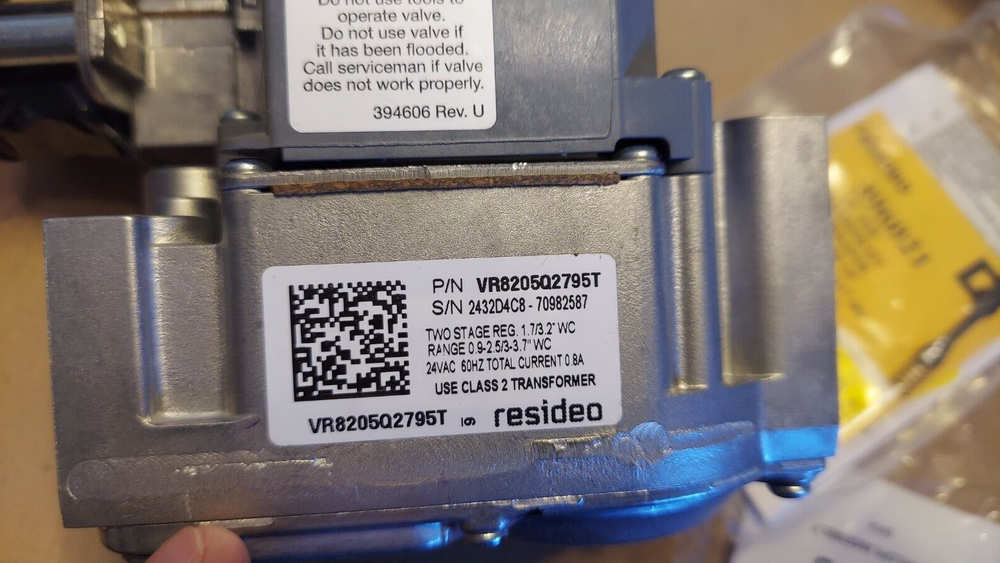 Do not use tools to
operate valve.
Do not use valve if
it has been flooded.
Call serviceman if valve
does not work properly.
394606 Rev. U
P/N VR8205Q2795T
S/N 2432D4C8 - 70982587
TWO STAGE REG. 1.7/3.2" WC
RANGE 0.9-2.5/3-3.7" WC
24VAC 60HZ TOTAL CURRENT 0.8A
USE CLASS 2 TRANSFORMER
VR8205Q2795T resideo